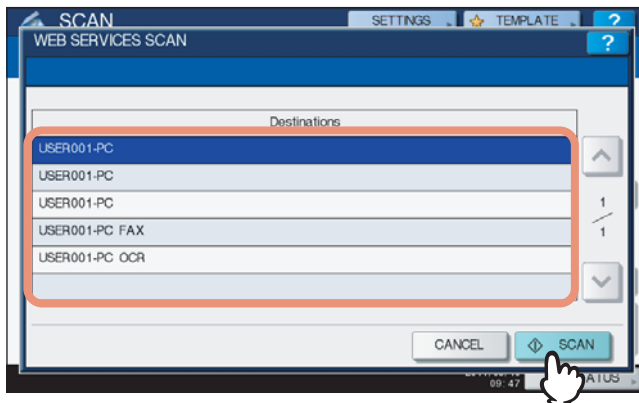 SCAN SETTINGS TEMPLATE ?
WEB SERVICES SCAN ?
Destinations
USER001-PC
USER001-PC
USER001-PC
1
USER001-PC FAX
1
USER001-PC OCR
CANCEL SCAN
09:47